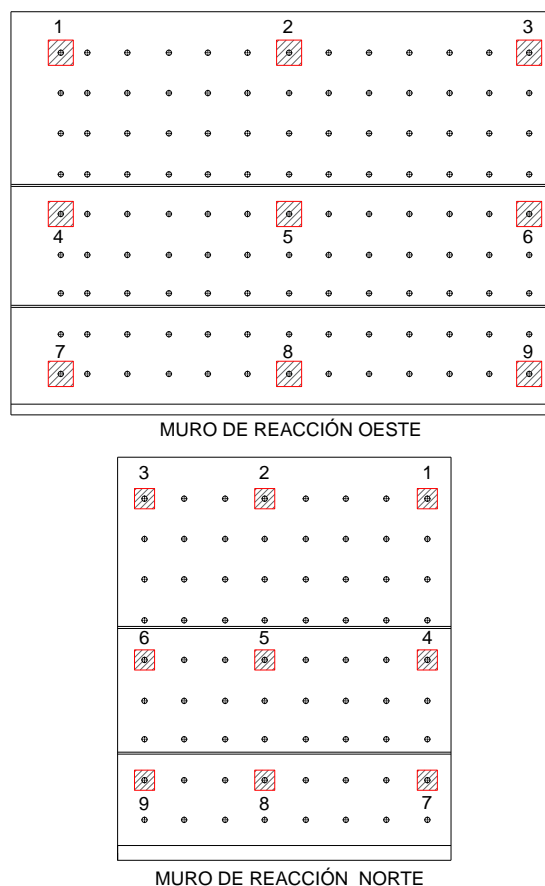 1 2 3
4 5 6
7 8 9
MURO DE REACCIÓN OESTE
3 2 1
6 5 4
9 8 7
MURO DE REACCIÓN NORTE